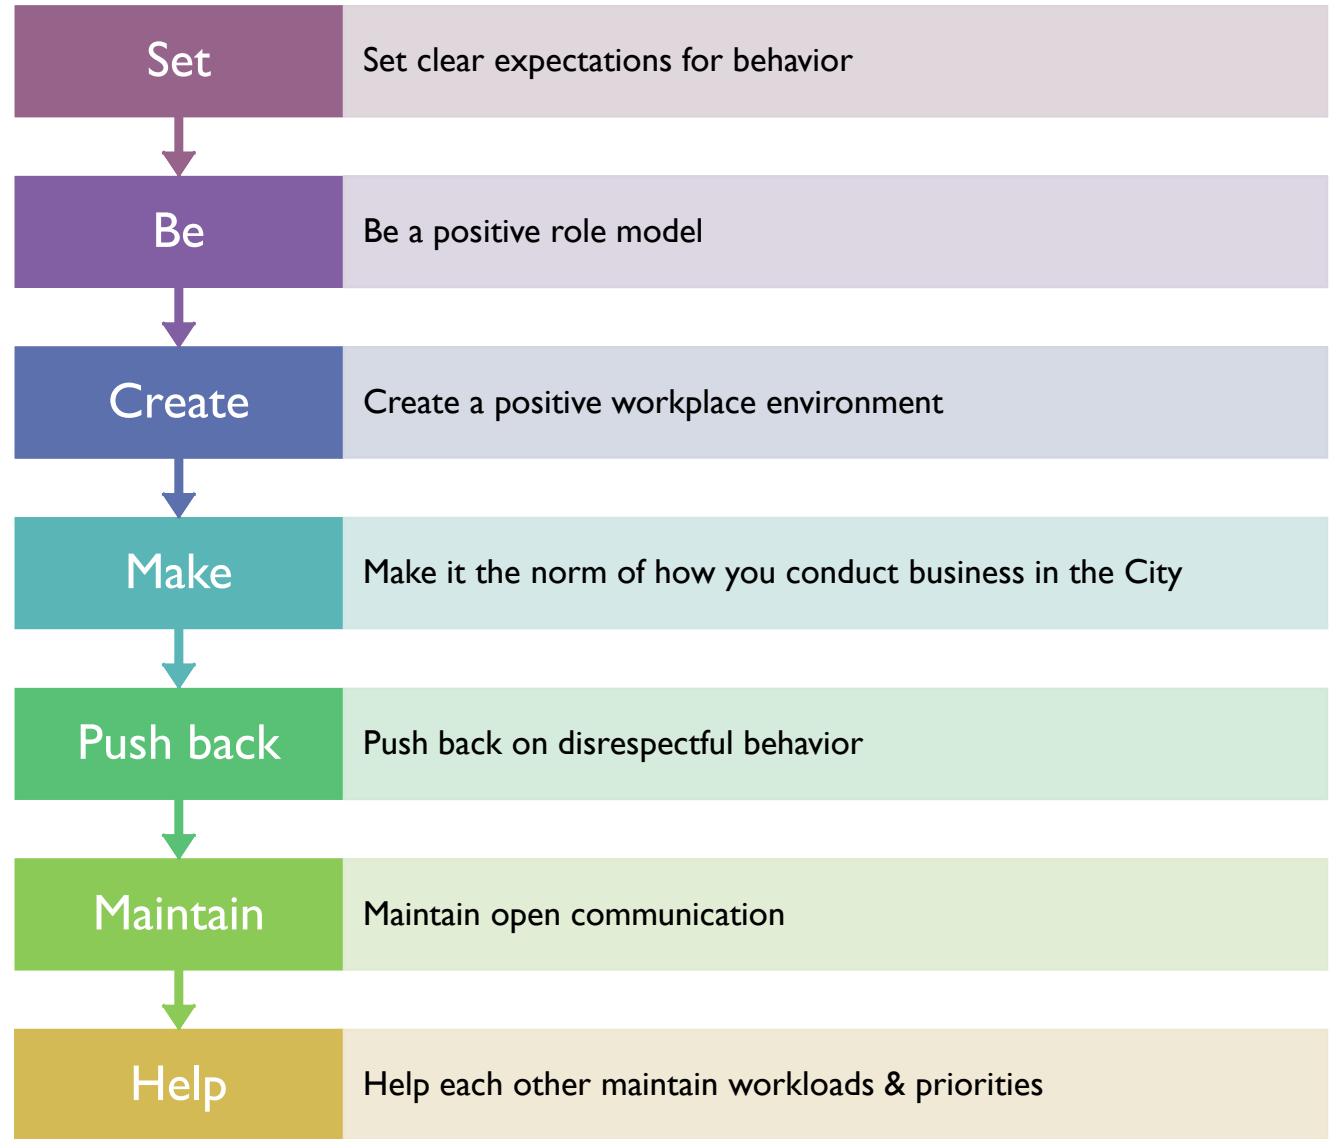 Set
Set clear expectations for behavior
Be
Be a positive role model
Create
Create a positive workplace environment
Make
Make it the norm of how you conduct business in the City
Push back
Push back on disrespectful behavior
Maintain
Maintain open communication
Help
Help each other maintain workloads & priorities